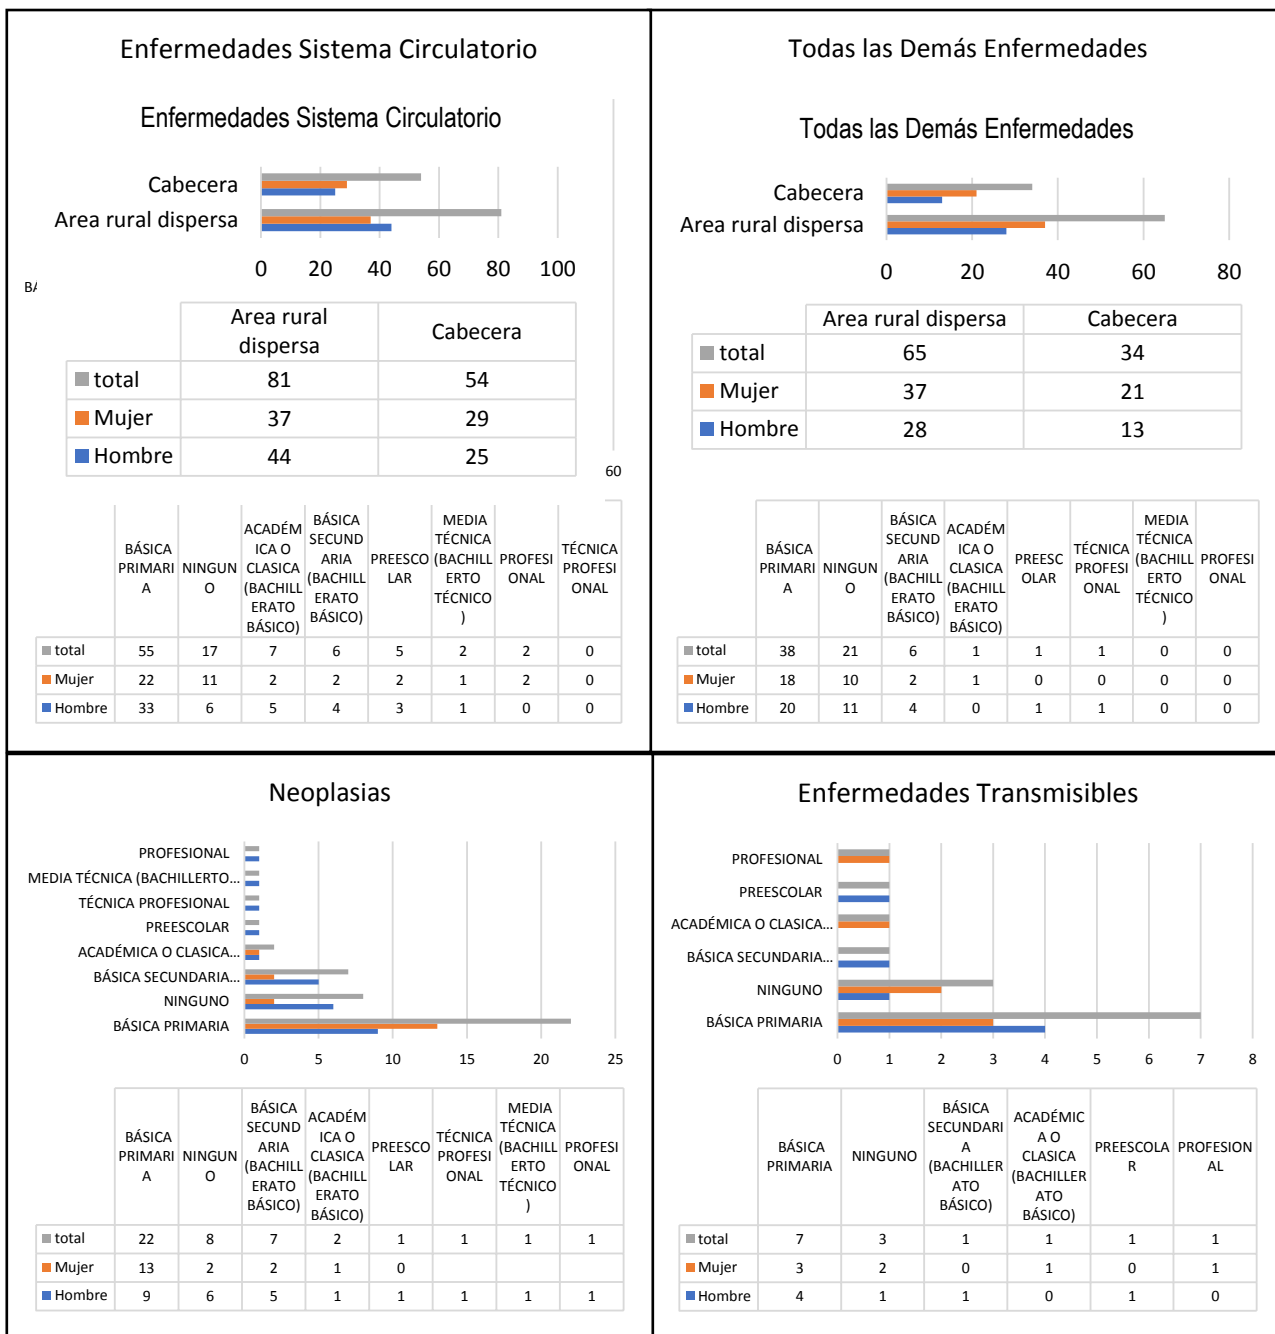 Enfermedades Sistema Circulatorio
Enfermedades Sistema Circulatorio
Cabecera
Area rural dispersa
0 20 40 60 80 100
BA
Area rural dispersa Cabecera
total 81 54
Mujer 37 29
Hombre 44 25
60
BÁSICA PRIMARIA NINGUNO ACADÉMICA O CLASICA (BACHILLERATO BÁSICO) BÁSICA SECUNDARIA (BACHILLERATO BÁSICO) PREESCOLAR MEDIA TÉCNICA (BACHILLERTO TÉCNICO) PROFESIONAL TÉCNICA PROFESIONAL
total 55 17 7 6 5 2 2 0
Mujer 22 11 2 2 2 1 2 0
Hombre 33 6 5 4 3 1 0 0
Todas las Demás Enfermedades
Todas las Demás Enfermedades
Cabecera
Area rural dispersa
0 20 40 60 80
Area rural dispersa Cabecera
total 65 34
Mujer 37 21
Hombre 28 13
BÁSICA PRIMARIA NINGUNO BÁSICA SECUNDARIA (BACHILLERATO BÁSICO) ACADÉMICA O CLASICA (BACHILLERATO BÁSICO) PREESCOLAR TÉCNICA PROFESIONAL MEDIA TÉCNICA (BACHILLERTO TÉCNICO) PROFESIONAL
total 38 21 6 1 1 1 0 0
Mujer 18 10 2 1 0 0 0 0
Hombre 20 11 4 0 1 1 0 0
Neoplasias
PROFESIONAL
MEDIA TÉCNICA (BACHILLERTO...
TÉCNICA PROFESIONAL
PREESCOLAR
ACADÉMICA O CLASICA...
BÁSICA SECUNDARIA...
NINGUNO
BÁSICA PRIMARIA
0 5 10 15 20 25
BÁSICA PRIMARIA NINGUNO BÁSICA SECUNDARIA (BACHILLERATO BÁSICO) ACADÉMICA O CLASICA (BACHILLERATO BÁSICO) PREESCOLAR TÉCNICA PROFESIONAL MEDIA TÉCNICA (BACHILLERTO TÉCNICO) PROFESIONAL
total 22 8 7 2 1 1 1 1
Mujer 13 2 2 1 0
Hombre 9 6 5 1 1 1 1 1
Enfermedades Transmisibles
PROFESIONAL
PREESCOLAR
ACADÉMICA O CLASICA...
BÁSICA SECUNDARIA...
NINGUNO
BÁSICA PRIMARIA
0 1 2 3 4 5 6 7 8
BÁSICA PRIMARIA NINGUNO BÁSICA SECUNDARIA (BACHILLERATO BÁSICO) ACADÉMICA O CLASICA (BACHILLERATO BÁSICO) PREESCOLAR PROFESIONAL
total 7 3 1 1 1 1
Mujer 3 2 0 1 0 1
Hombre 4 1 1 0 1 0